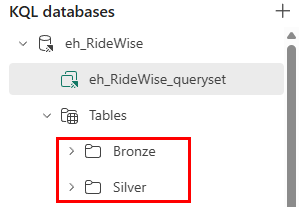 KQL databases
eh_RideWise
eh_RideWise_queryset
Tables
Bronze
Silver